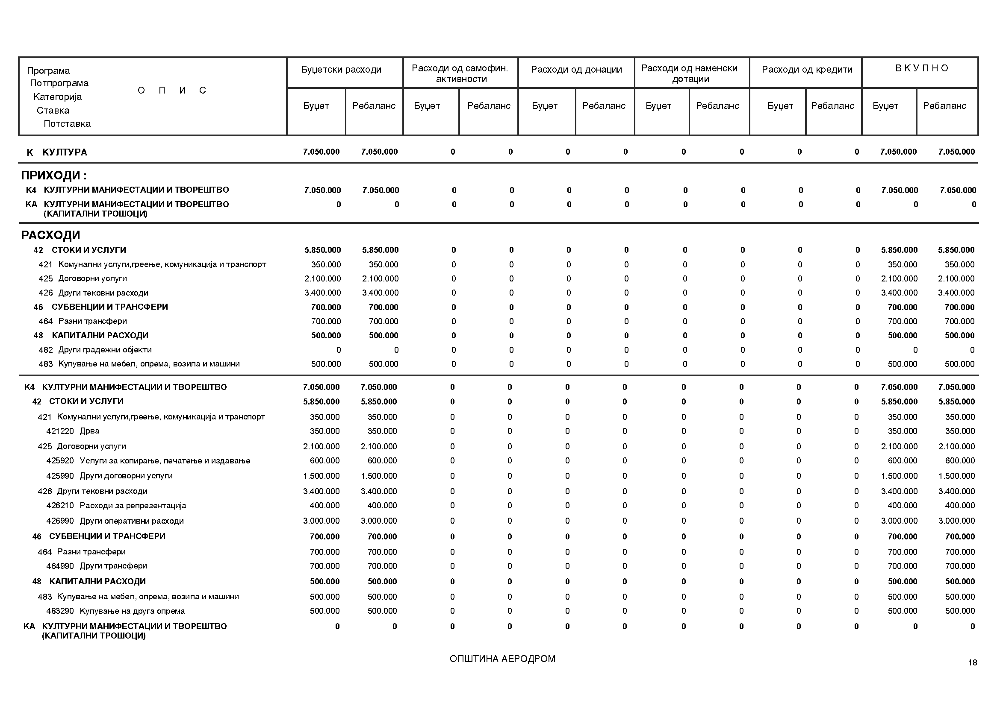 Програма
Потпрограма
Категорија
Ставка
Потставка
О П И С
Буџетски расходи Расходи од самофин. активности Расходи од донации Расходи од наменски дотации Расходи од кредити В К У П Н О
Буџет Ребаланс Буџет Ребаланс Буџет Ребаланс Буџет Ребаланс Буџет Ребаланс Буџет Ребаланс
К КУЛТУРА 7.050.000 7.050.000 0 0 0 0 0 0 0 0 7.050.000 7.050.000
ПРИХОДИ :
К4 КУЛТУРНИ МАНИФЕСТАЦИИ И ТВОРЕШТВО 7.050.000 7.050.000 0 0 0 0 0 0 0 0 7.050.000 7.050.000
КА КУЛТУРНИ МАНИФЕСТАЦИИ И ТВОРЕШТВО 0 0 0 0 0 0 0 0 0 0 0 0
(КАПИТАЛНИ ТРОШОЦИ)
РАСХОДИ
42 СТОКИ И УСЛУГИ 5.850.000 5.850.000 0 0 0 0 0 0 0 0 5.850.000 5.850.000
421 Комунални услуги,греење, комуникација и транспорт 350.000 350.000 0 0 0 0 0 0 0 0 350.000 350.000
425 Договорни услуги 2.100.000 2.100.000 0 0 0 0 0 0 0 0 2.100.000 2.100.000
426 Други тековни расходи 3.400.000 3.400.000 0 0 0 0 0 0 0 0 3.400.000 3.400.000
46 СУБВЕНЦИИ И ТРАНСФЕРИ 700.000 700.000 0 0 0 0 0 0 0 0 700.000 700.000
464 Разни трансфери 700.000 700.000 0 0 0 0 0 0 0 0 700.000 700.000
48 КАПИТАЛНИ РАСХОДИ 500.000 500.000 0 0 0 0 0 0 0 0 500.000 500.000
482 Други градежни објекти 0 0 0 0 0 0 0 0 0 0 0 0
483 Купување на мебел, опрема, возила и машини 500.000 500.000 0 0 0 0 0 0 0 0 500.000 500.000
К4 КУЛТУРНИ МАНИФЕСТАЦИИ И ТВОРЕШТВО 7.050.000 7.050.000 0 0 0 0 0 0 0 0 7.050.000 7.050.000
42 СТОКИ И УСЛУГИ 5.850.000 5.850.000 0 0 0 0 0 0 0 0 5.850.000 5.850.000
421 Комунални услуги,греење, комуникација и транспорт 350.000 350.000 0 0 0 0 0 0 0 0 350.000 350.000
421220 Дрва 350.000 350.000 0 0 0 0 0 0 0 0 350.000 350.000
425 Договорни услуги 2.100.000 2.100.000 0 0 0 0 0 0 0 0 2.100.000 2.100.000
425920 Услуги за копирање, печатење и издавање 600.000 600.000 0 0 0 0 0 0 0 0 600.000 600.000
425990 Други договорни услуги 1.500.000 1.500.000 0 0 0 0 0 0 0 0 1.500.000 1.500.000
426 Други тековни расходи 3.400.000 3.400.000 0 0 0 0 0 0 0 0 3.400.000 3.400.000
426210 Расходи за репрезентација 400.000 400.000 0 0 0 0 0 0 0 0 400.000 400.000
426990 Други оперативни расходи 3.000.000 3.000.000 0 0 0 0 0 0 0 0 3.000.000 3.000.000
46 СУБВЕНЦИИ И ТРАНСФЕРИ 700.000 700.000 0 0 0 0 0 0 0 0 700.000 700.000
464 Разни трансфери 700.000 700.000 0 0 0 0 0 0 0 0 700.000 700.000
464990 Други трансфери 700.000 700.000 0 0 0 0 0 0 0 0 700.000 700.000
48 КАПИТАЛНИ РАСХОДИ 500.000 500.000 0 0 0 0 0 0 0 0 500.000 500.000
483 Купување на мебел, опрема, возила и машини 500.000 500.000 0 0 0 0 0 0 0 0 500.000 500.000
483290 Купување на друга опрема 500.000 500.000 0 0 0 0 0 0 0 0 500.000 500.000
КА КУЛТУРНИ МАНИФЕСТАЦИИ И ТВОРЕШТВО 0 0 0 0 0 0 0 0 0 0 0 0
(КАПИТАЛНИ ТРОШОЦИ)
ОПШТИНА АЕРОДРОМ
18